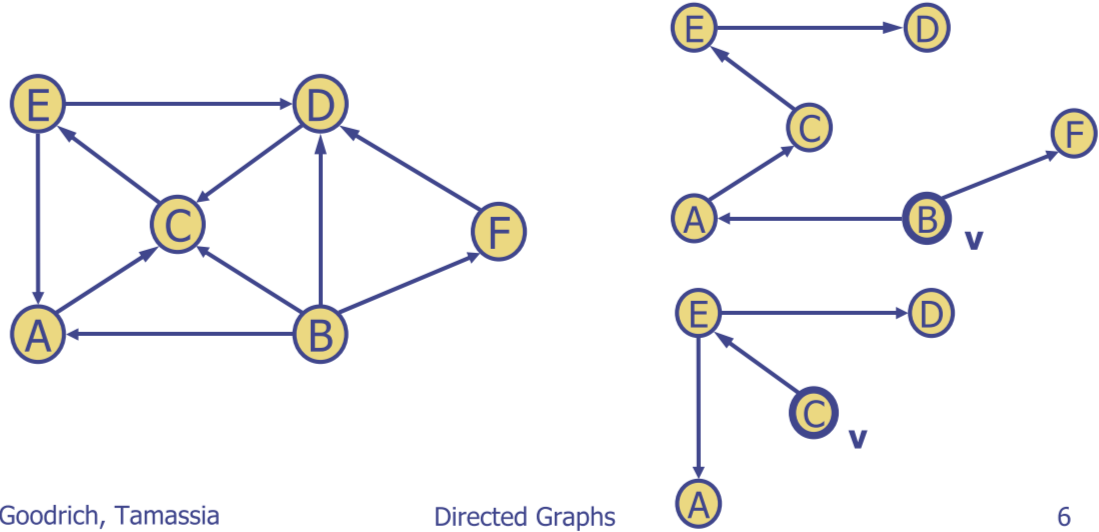 E D
E D
C
F
C
F
A B v
A B
E D
C v
A
Goodrich, Tamassia Directed Graphs 6